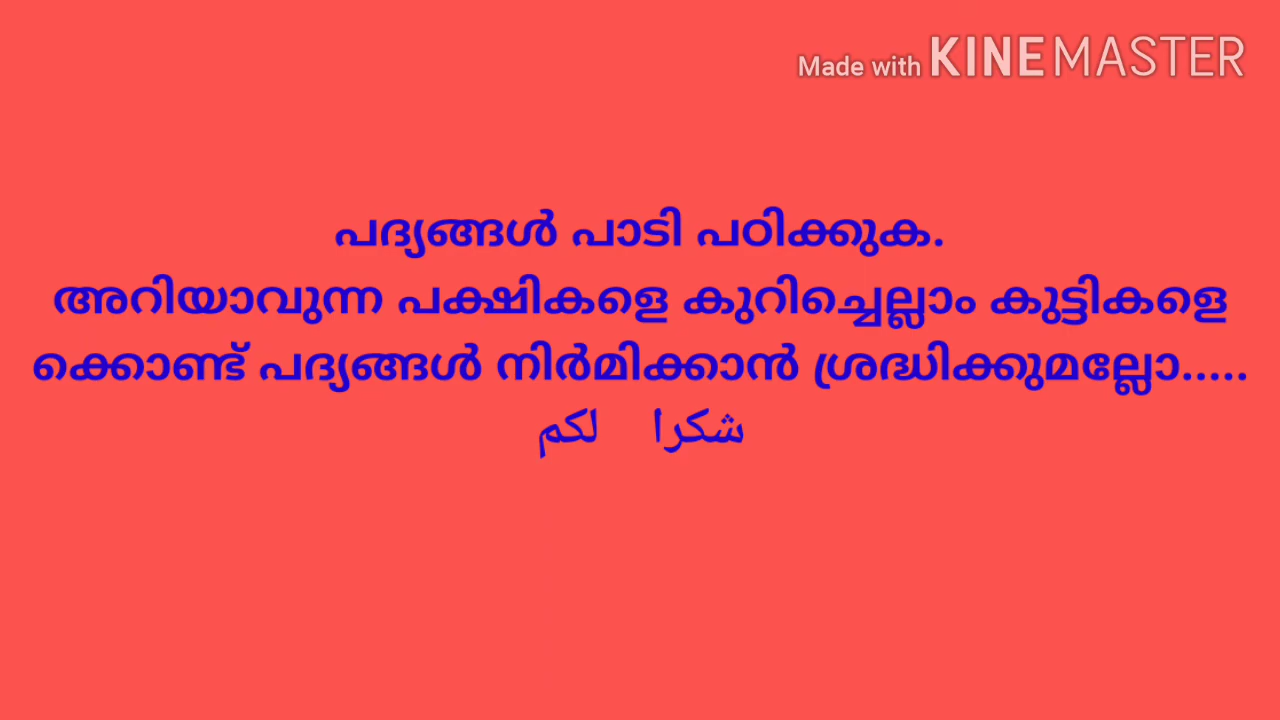 Made with KINEMASTER
പദ്യങ്ങൾ പാടി പഠിക്കുക.
അറിയാവുന്ന പക്ഷികളെ കുറിച്ചെല്ലാം കുട്ടികളെ
ക്കൊണ്ട് പദ്യങ്ങൾ നിർമിക്കാൻ ശ്രദ്ധിക്കുമല്ലോ.....
شكرا لكم